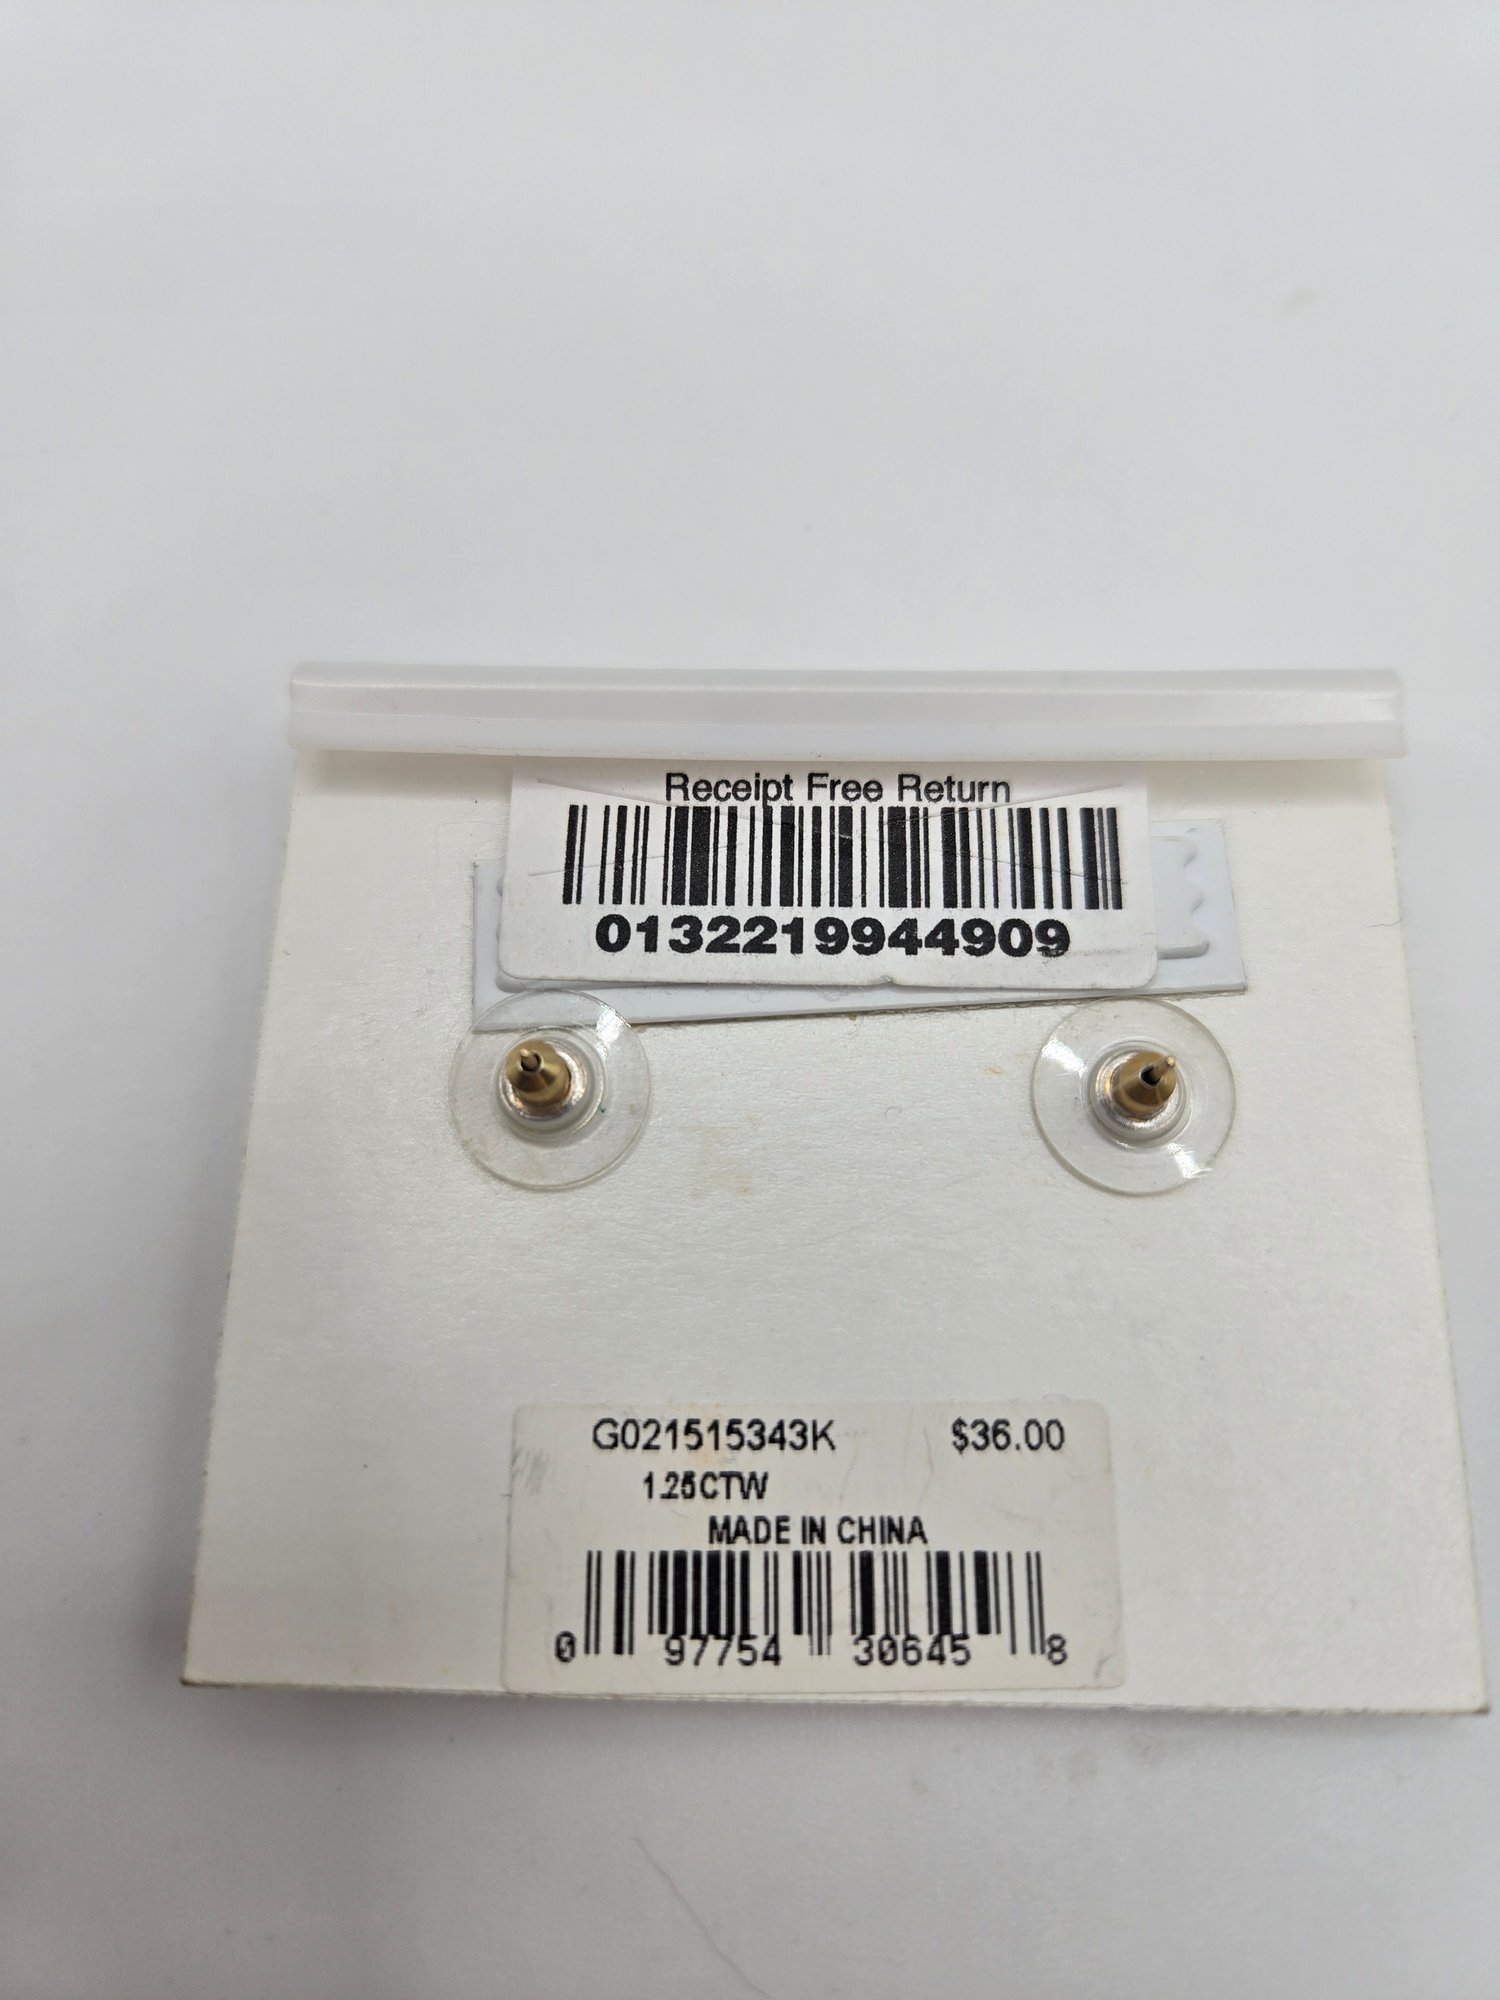 Receipt Free Return
0132219944909
G021515343K $36.00
1.25CTW
MADE IN CHINA
0 97754 30645 8